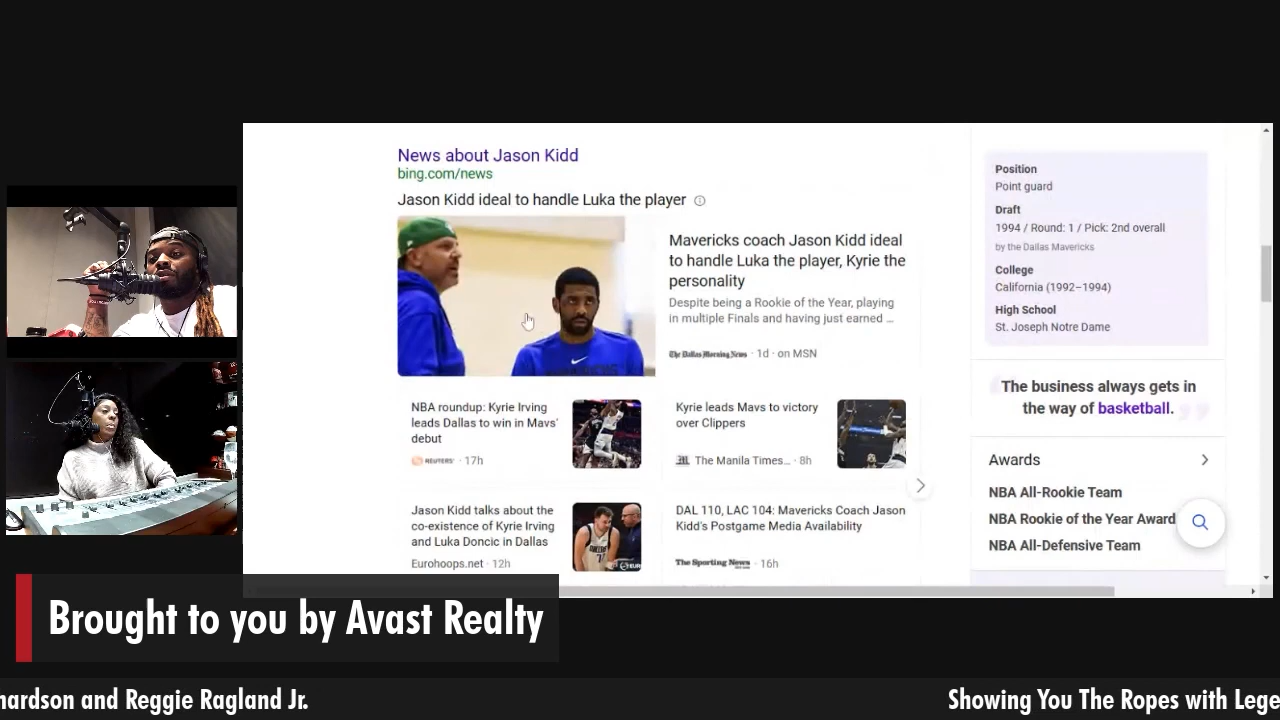 News about Jason Kidd
bing.com/news
Jason Kidd ideal to handle Luka the player
Mavericks coach Jason Kidd ideal
to handle Luka the player, Kyrie the
personality
Despite being a Rookie of the Year, playing
in multiple Finals and having just earned ...
The Dallas Morning News · 1d · on MSN
NBA roundup: Kyrie Irving
leads Dallas to win in Mavs'
debut
REUTERS · 17h
Kyrie leads Mavs to victory
over Clippers
The Manila Times... · 8h
Jason Kidd talks about the
co-existence of Kyrie Irving
and Luka Doncic in Dallas
Eurohoops.net · 12h
DAL 110, LAC 104: Mavericks Coach Jason
Kidd's Postgame Media Availability
The Sporting News · 16h
Position
Point guard
Draft
1994 / Round: 1 / Pick: 2nd overall
by the Dallas Mavericks
College
California (1992–1994)
High School
St. Joseph Notre Dame
The business always gets in
the way of basketball.
Awards
NBA All-Rookie Team
NBA Rookie of the Year Award
NBA All-Defensive Team
Brought to you by Avast Realty
hardson and Reggie Ragland Jr.
Showing You The Ropes with Lege